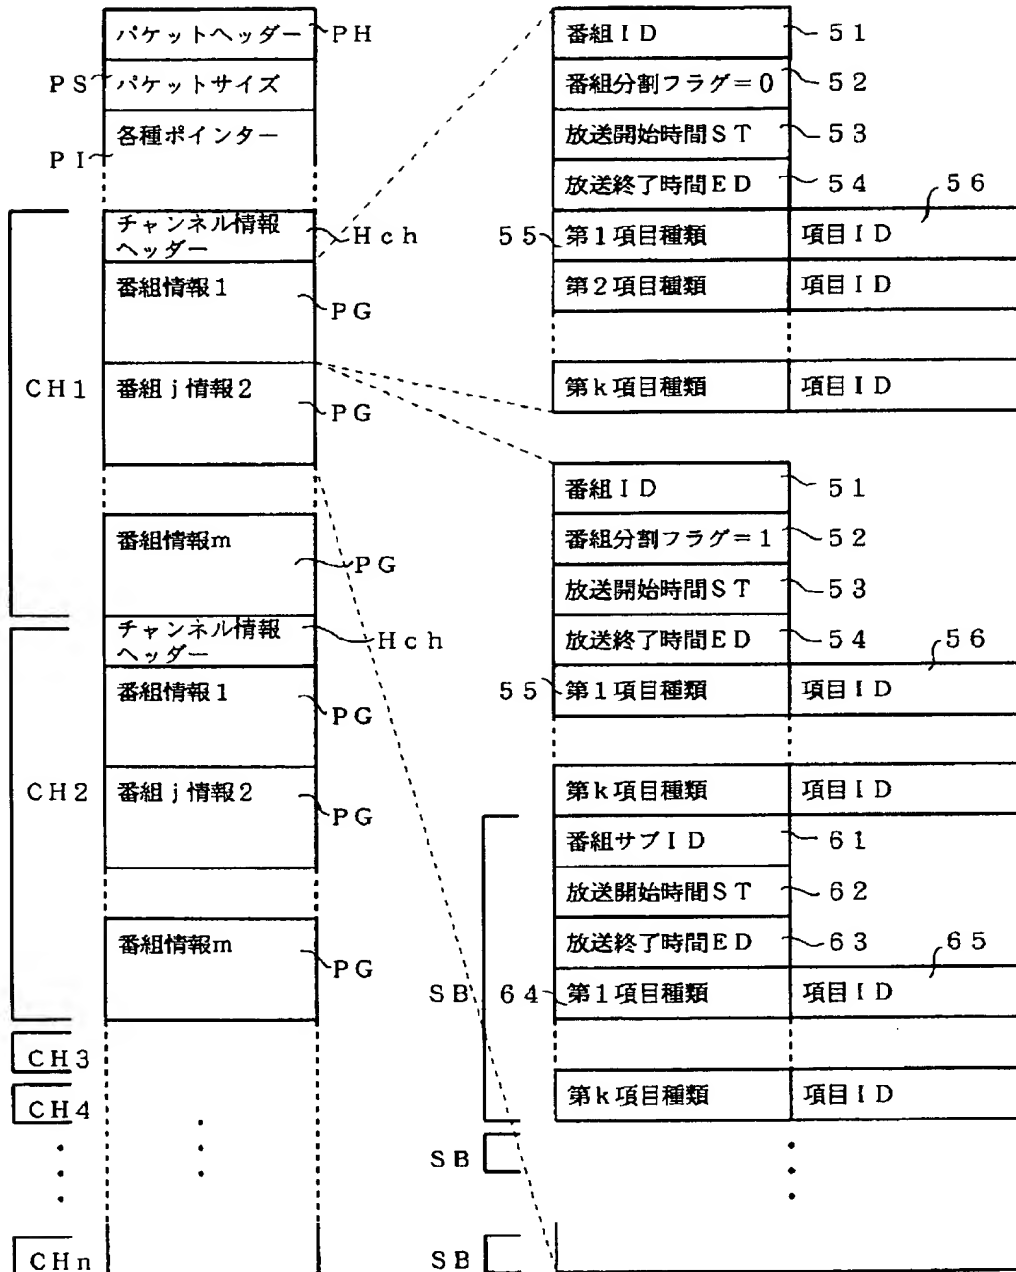 パケットヘッダー PH
PS パケットサイズ
各種ポインター
PI
チャンネル情報
ヘッダー
Hch
番組情報1
PG
CH1
番組j情報2
PG
番組情報m
PG
チャンネル情報
ヘッダー
Hch
番組情報1
PG
CH2
番組j情報2
PG
番組情報m
PG
CH3
CH4
CHn
番組ID 51
番組分割フラグ=0 52
放送開始時間ST 53
放送終了時間ED 54
56
55 第1項目種類 項目ID
第2項目種類 項目ID
第k項目種類 項目ID
番組ID 51
番組分割フラグ=1 52
放送開始時間ST 53
放送終了時間ED 54
56
55 第1項目種類 項目ID
第k項目種類 項目ID
番組サブID 61
放送開始時間ST 62
放送終了時間ED 63
65
SB 64 第1項目種類 項目ID
第k項目種類 項目ID
SB
SB